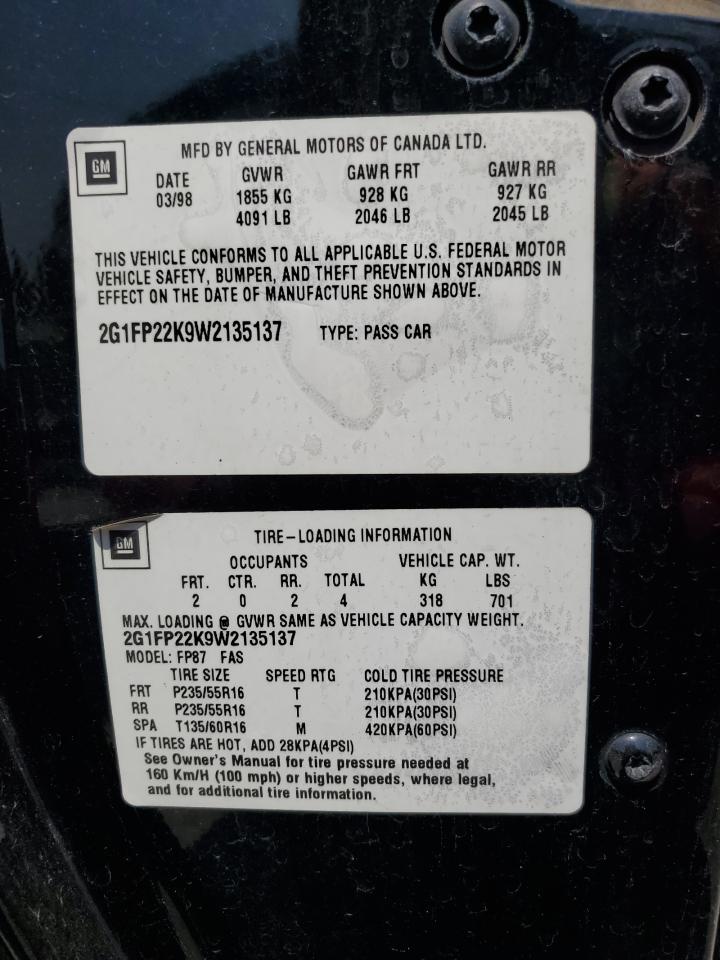 GM
MFD BY GENERAL MOTORS OF CANADA LTD.
DATE GVWR GAWR FRT GAWR RR
03/98 1855 KG 928 KG 927 KG
4091 LB 2046 LB 2045 LB
THIS VEHICLE CONFORMS TO ALL APPLICABLE U.S. FEDERAL MOTOR
VEHICLE SAFETY, BUMPER, AND THEFT PREVENTION STANDARDS IN
EFFECT ON THE DATE OF MANUFACTURE SHOWN ABOVE.
2G1FP22K9W2135137 TYPE: PASS CAR
GM
TIRE-LOADING INFORMATION
OCCUPANTS VEHICLE CAP. WT.
FRT. CTR. RR. TOTAL KG LBS
2 0 2 4 318 701
MAX. LOADING @ GVWR SAME AS VEHICLE CAPACITY WEIGHT.
2G1FP22K9W2135137
MODEL: FP87 FAS
TIRE SIZE SPEED RTG COLD TIRE PRESSURE
FRT P235/55R16 T 210KPA(30PSI)
RR P235/55R16 T 210KPA(30PSI)
SPA T135/60R16 M 420KPA(60PSI)
IF TIRES ARE HOT, ADD 28KPA(4PSI)
See Owner's Manual for tire pressure needed at
160 Km/H (100 mph) or higher speeds, where legal,
and for additional tire information.